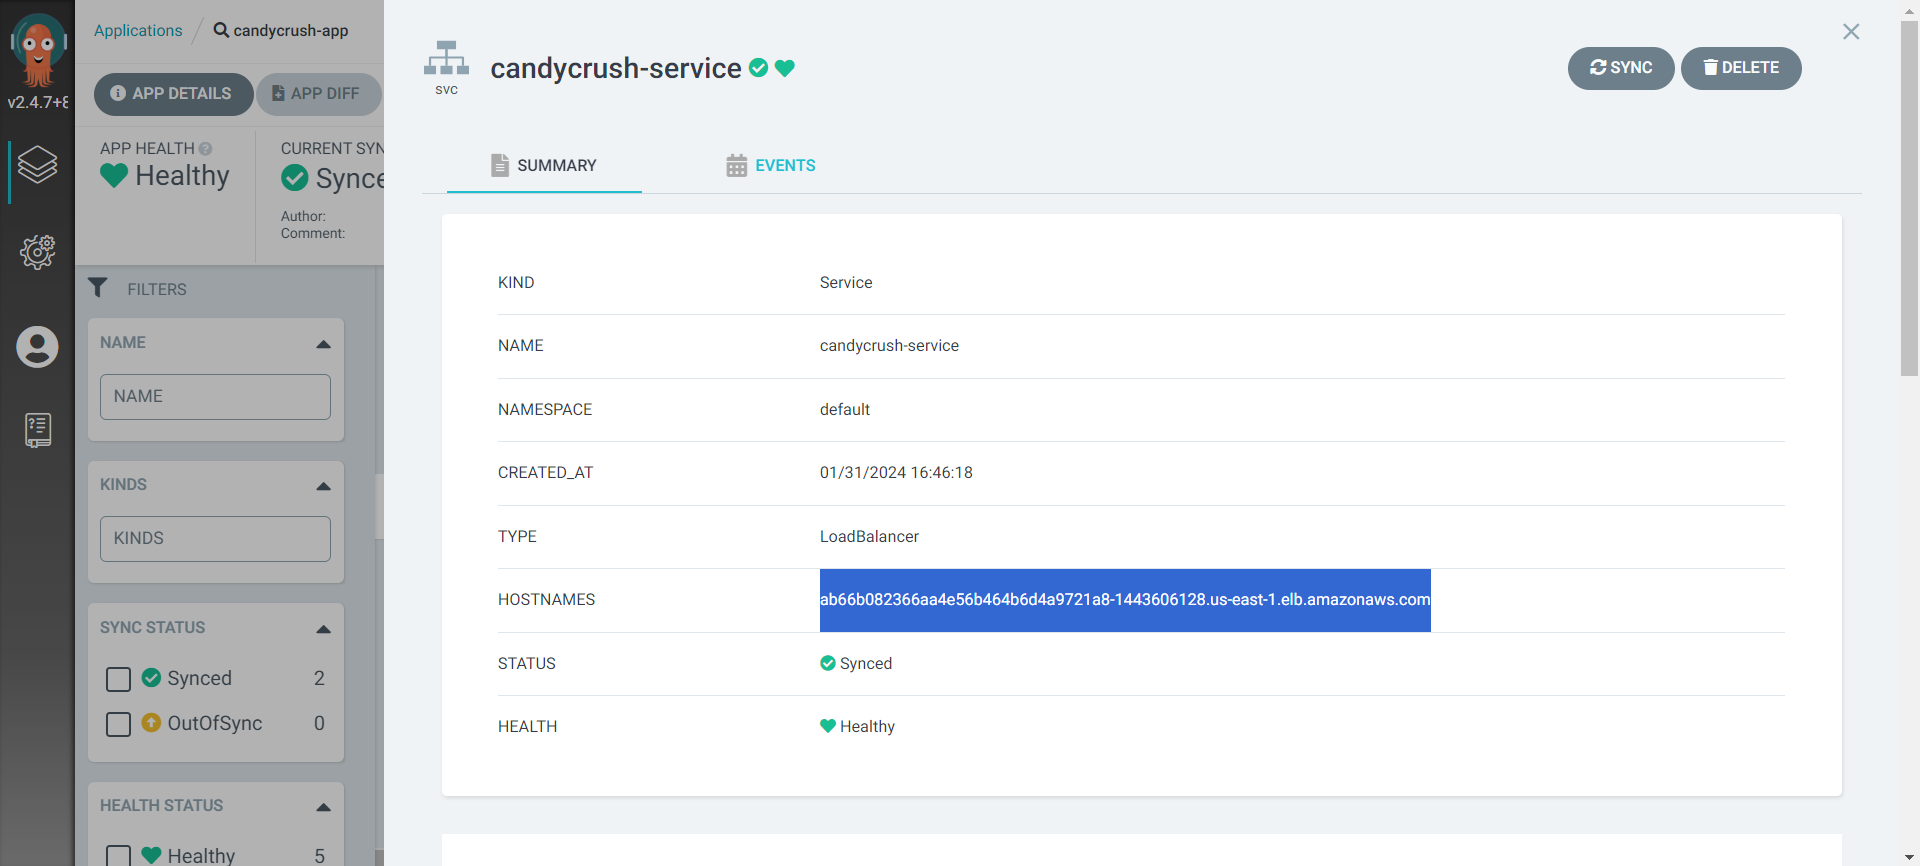 v2.4.7+8
Applications
candycrush-app
APP DETAILS
APP DIFF
APP HEALTH
Healthy
CURRENT SYN
Synce
Author:
Comment:
FILTERS
NAME
NAME
KINDS
KINDS
SYNC STATUS
Synced 2
OutOfSync 0
HEALTH STATUS
Healthy 5
svc
candycrush-service
SYNC
DELETE
SUMMARY
EVENTS
KIND Service
NAME candycrush-service
NAMESPACE default
CREATED_AT 01/31/2024 16:46:18
TYPE LoadBalancer
HOSTNAMES ab66b082366aa4e56b464b6d4a9721a8-1443606128.us-east-1.elb.amazonaws.com
STATUS Synced
HEALTH Healthy